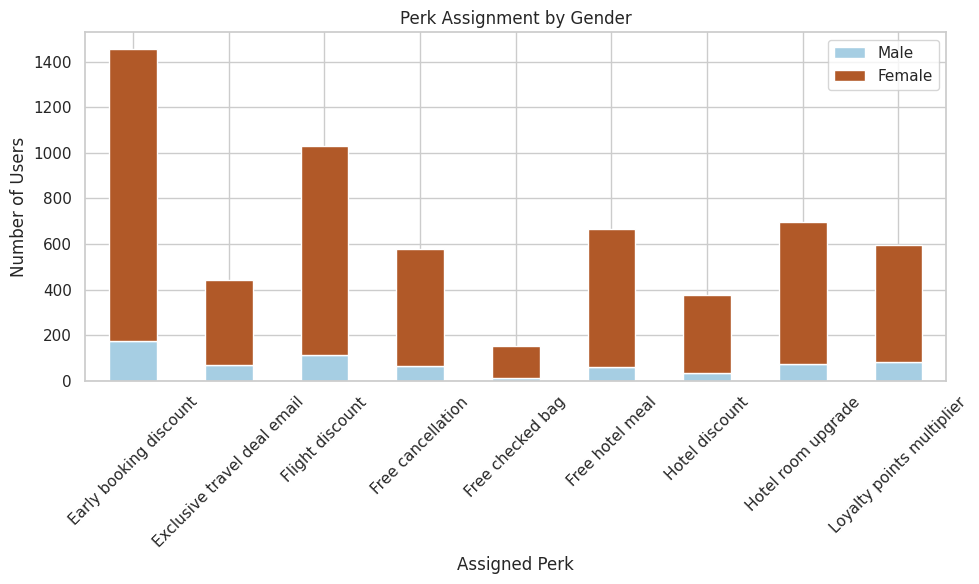 Perk Assignment by Gender
Male
Female
Number of Users
1400
1200
1000
800
600
400
200
0
Early booking discount
Exclusive travel deal email
Flight discount
Free cancellation
Free checked bag
Free hotel meal
Hotel discount
Hotel room upgrade
Loyalty points multiplier
Assigned Perk